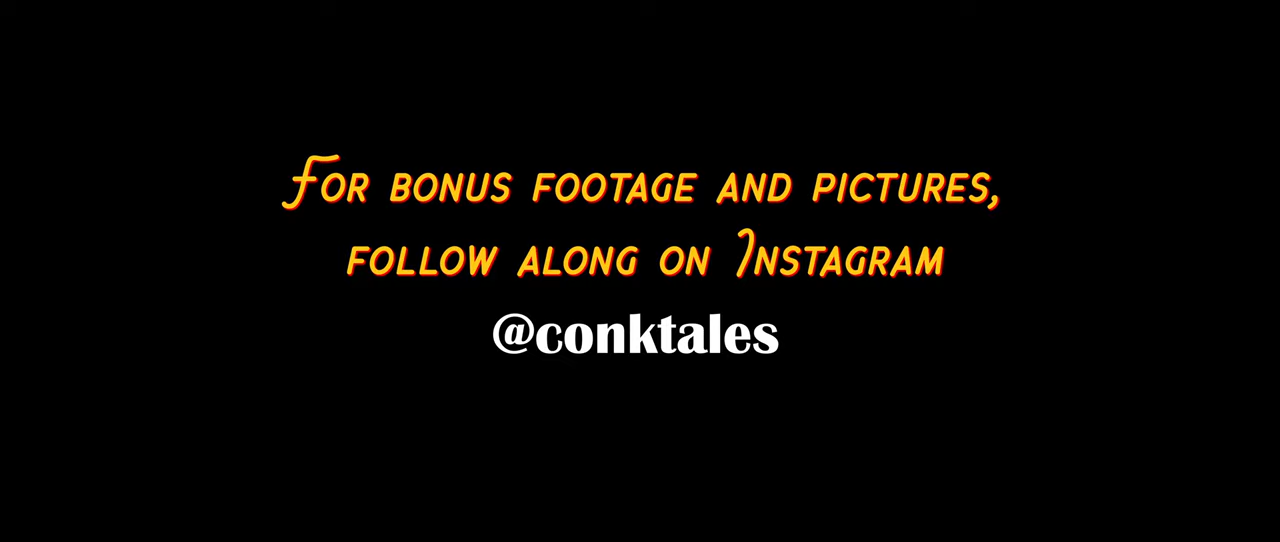 For bonus footage and pictures,
follow along on Instagram
@conktales